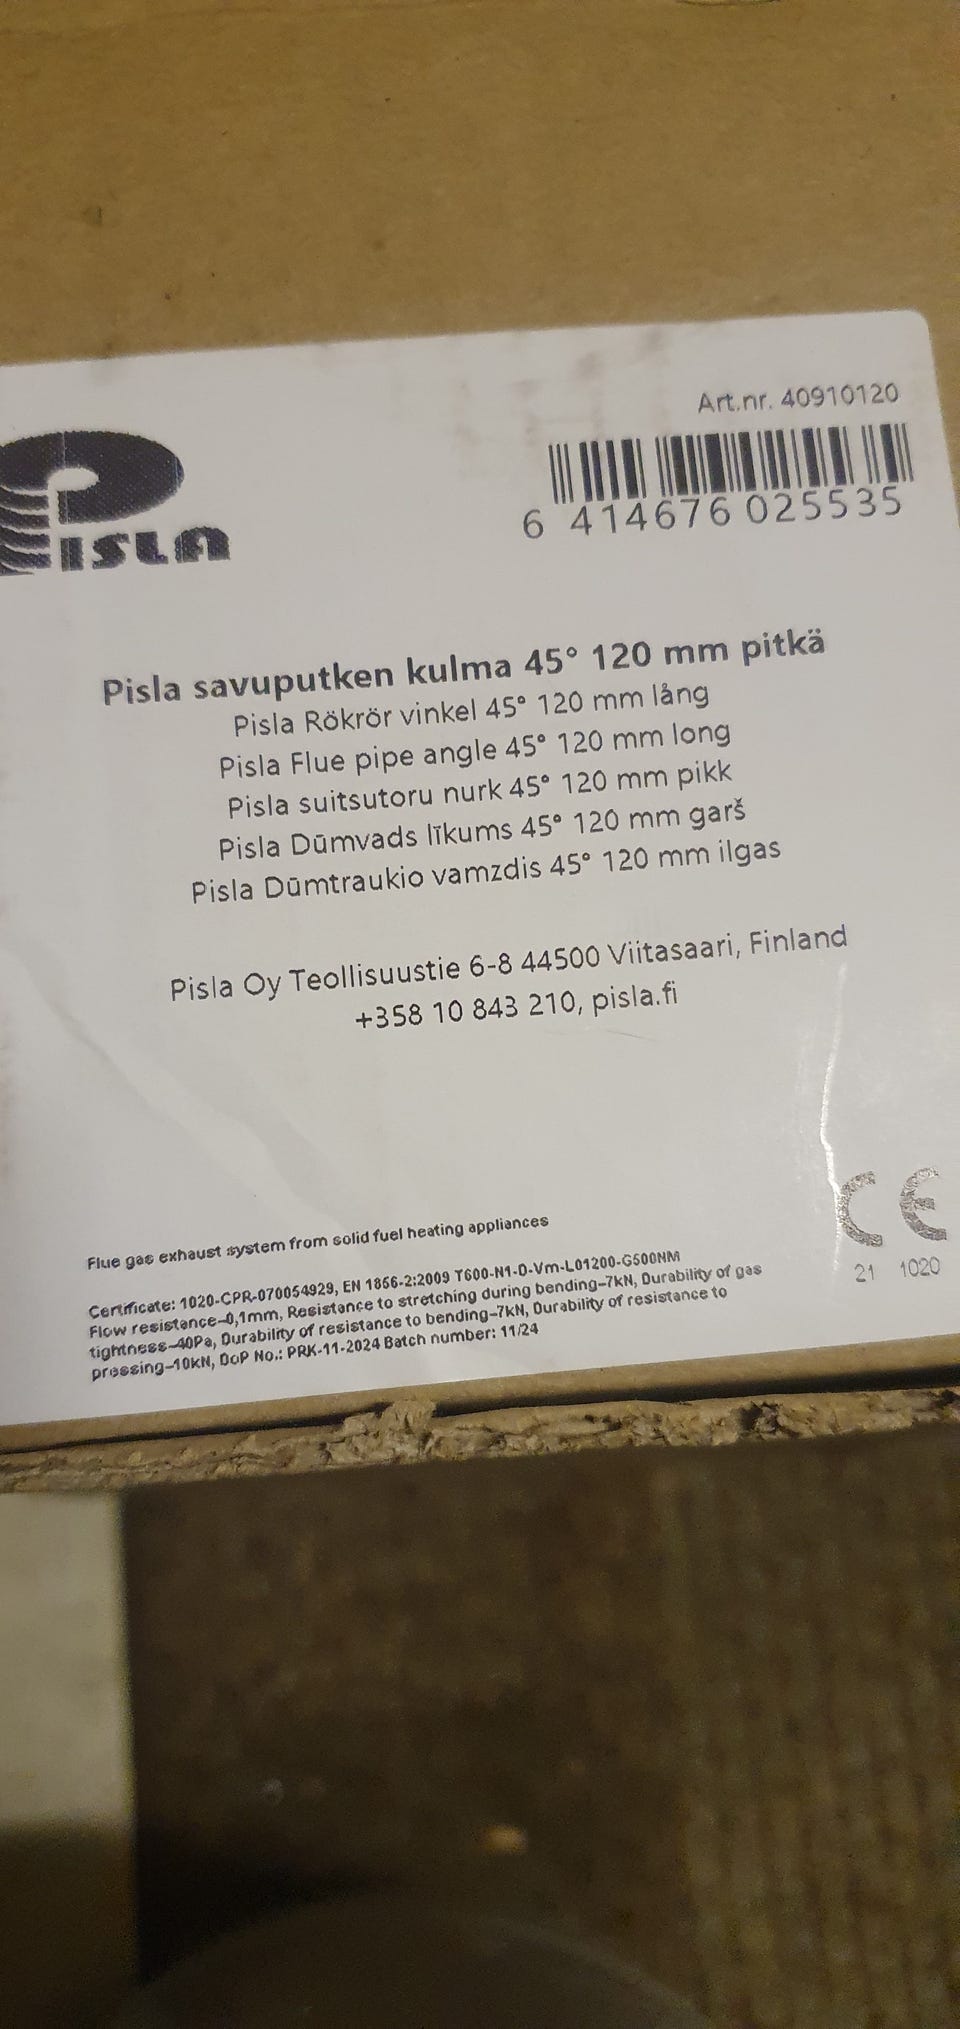 Art.nr. 40910120
6 414676 025535
PISLA
Pisla savuputken kulma 45° 120 mm pitkä
Pisla Rökrör vinkel 45° 120 mm lång
Pisla Flue pipe angle 45° 120 mm long
Pisla suitsutoru nurk 45° 120 mm pikk
Pisla Dūmvads līkums 45° 120 mm garš
Pisla Dūmtraukio vamzdis 45° 120 mm ilgas
Pisla Oy Teollisuustie 6-8 44500 Viitasaari, Finland
+358 10 843 210, pisla.fi
CE
21 1020
Flue gas exhaust system from solid fuel heating appliances
Certificate: 1020-CPR-070054929, EN 1856-2:2009 T600-N1-D-Vm-L01200-G500NM
Flow resistance–0,1mm, Resistance to stretching during bending–7kN, Durability of gas
tightness–40Pa, Durability of resistance to bending–7kN, Durability of resistance to
pressing–10kN, DoP No.: PRK-11-2024 Batch number: 11/24